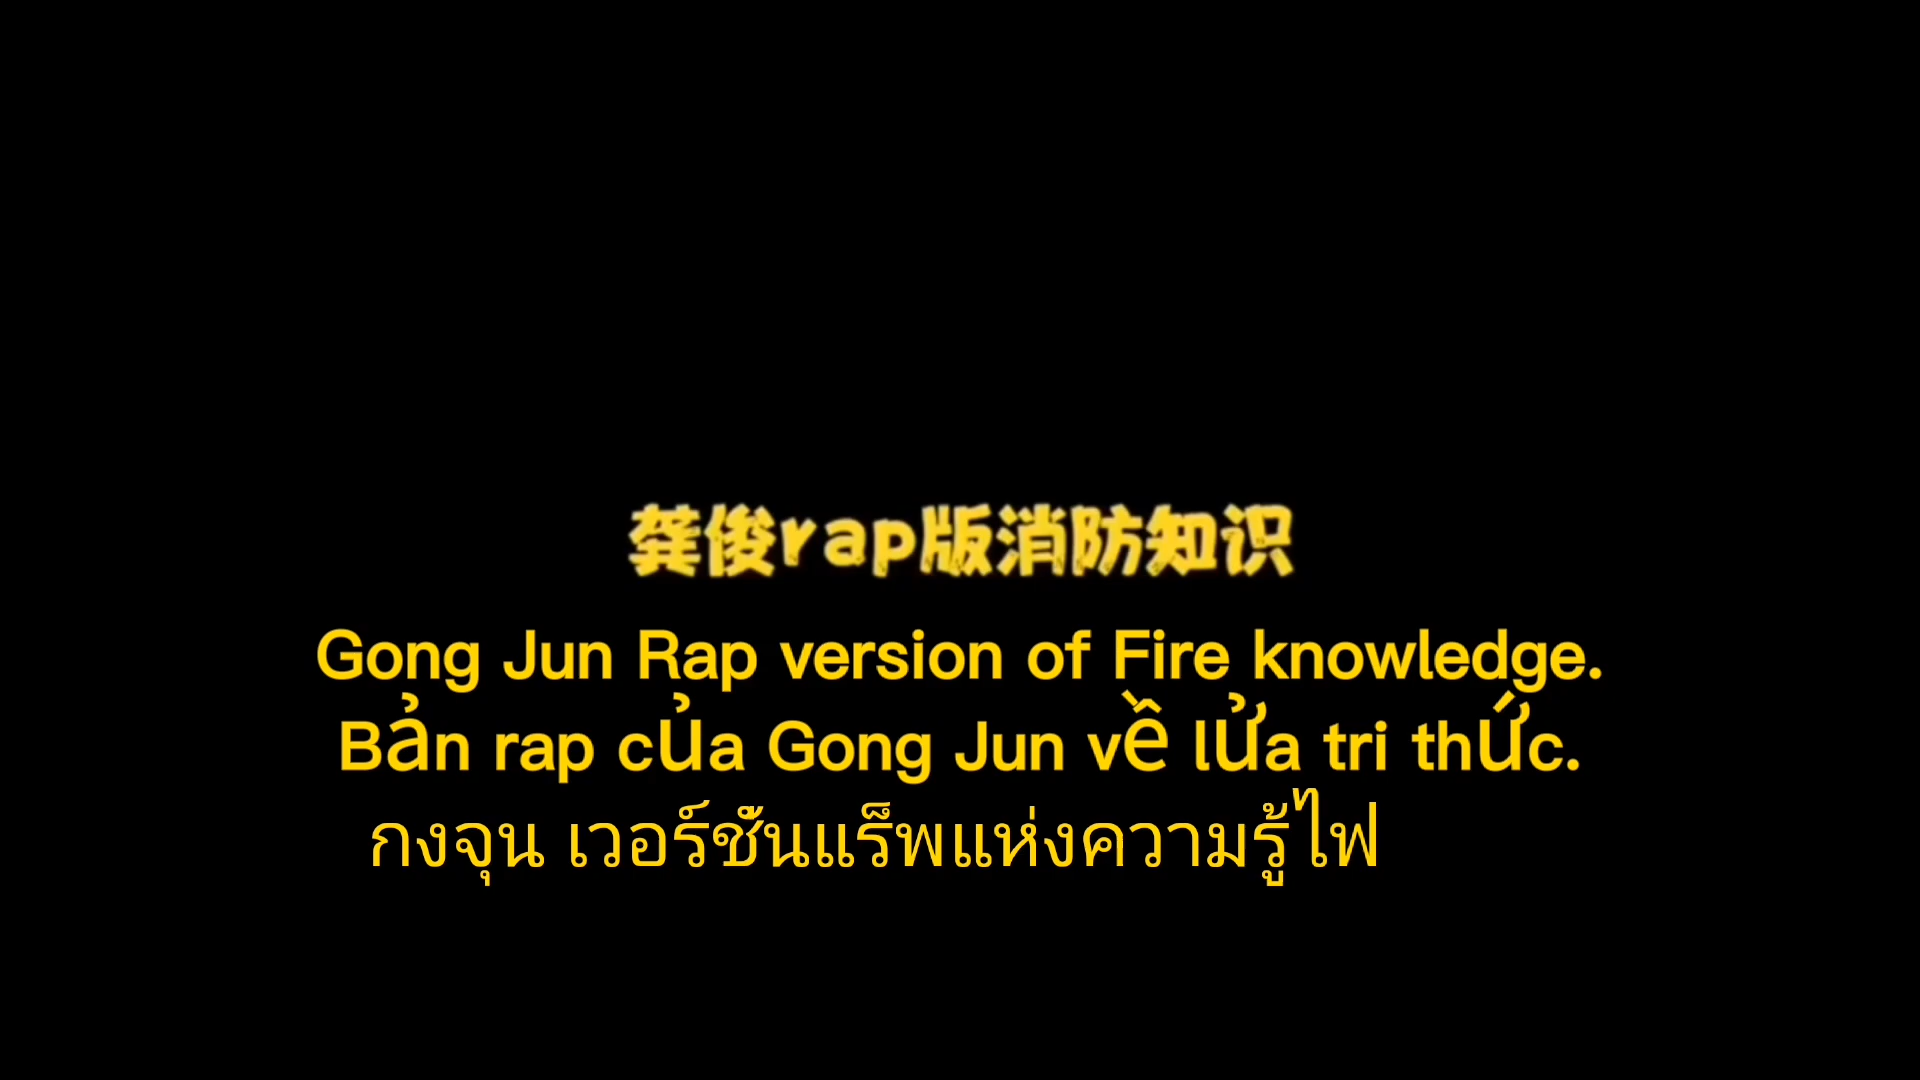 龚俊rap版消防知识
Gong Jun Rap version of Fire knowledge.
Bản rap của Gong Jun về lửa tri thức.
กงจุน เวอร์ชั่นแร็พแห่งความรู้ไฟ